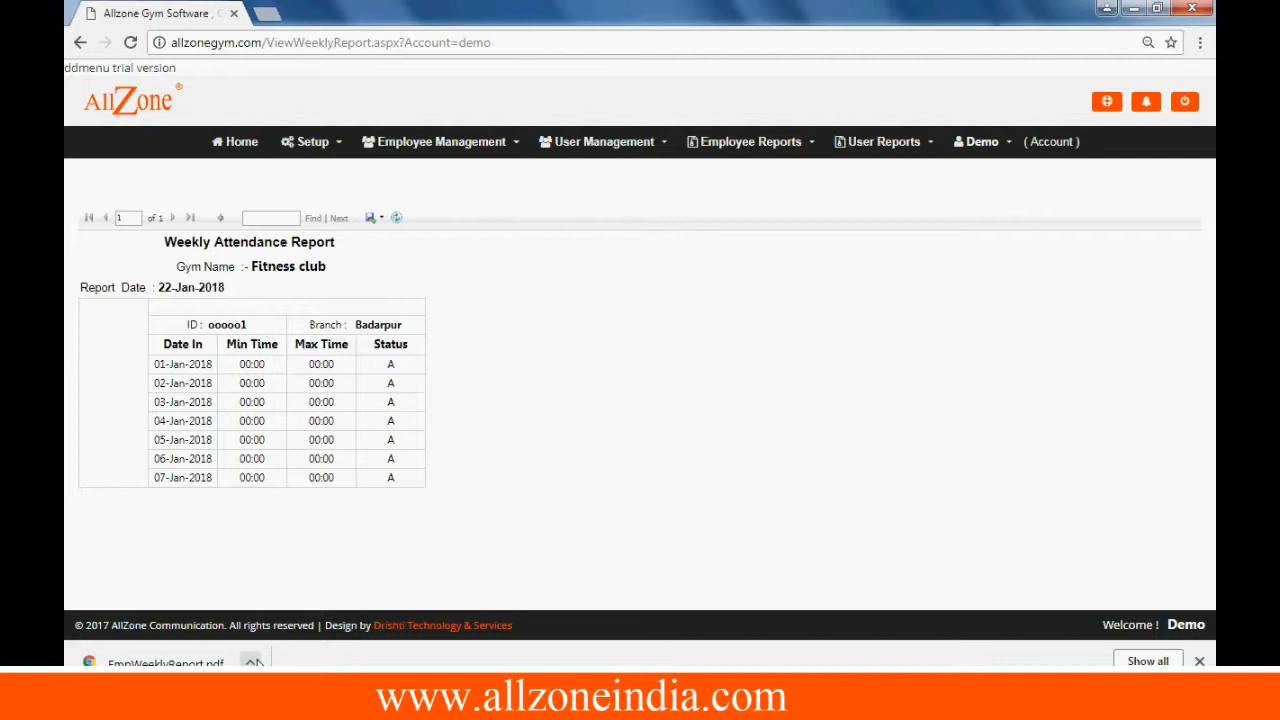 Allzone Gym Software , C
allzonegym.com/ViewWeeklyReport.aspx?Account=demo
ddmenu trial version
AllZone ®
Home Setup Employee Management User Management Employee Reports User Reports Demo ( Account )
1 of 1 Find | Next
Weekly Attendance Report
Gym Name :- Fitness club
Report Date : 22-Jan-2018
ID : ooooo1 Branch : Badarpur
Date In Min Time Max Time Status
01-Jan-2018 00:00 00:00 A
02-Jan-2018 00:00 00:00 A
03-Jan-2018 00:00 00:00 A
04-Jan-2018 00:00 00:00 A
05-Jan-2018 00:00 00:00 A
06-Jan-2018 00:00 00:00 A
07-Jan-2018 00:00 00:00 A
© 2017 AllZone Communication. All rights reserved | Design by Drishti Technology & Services Welcome ! Demo
EmpWeeklyReport.pdf Show all
www.allzoneindia.com